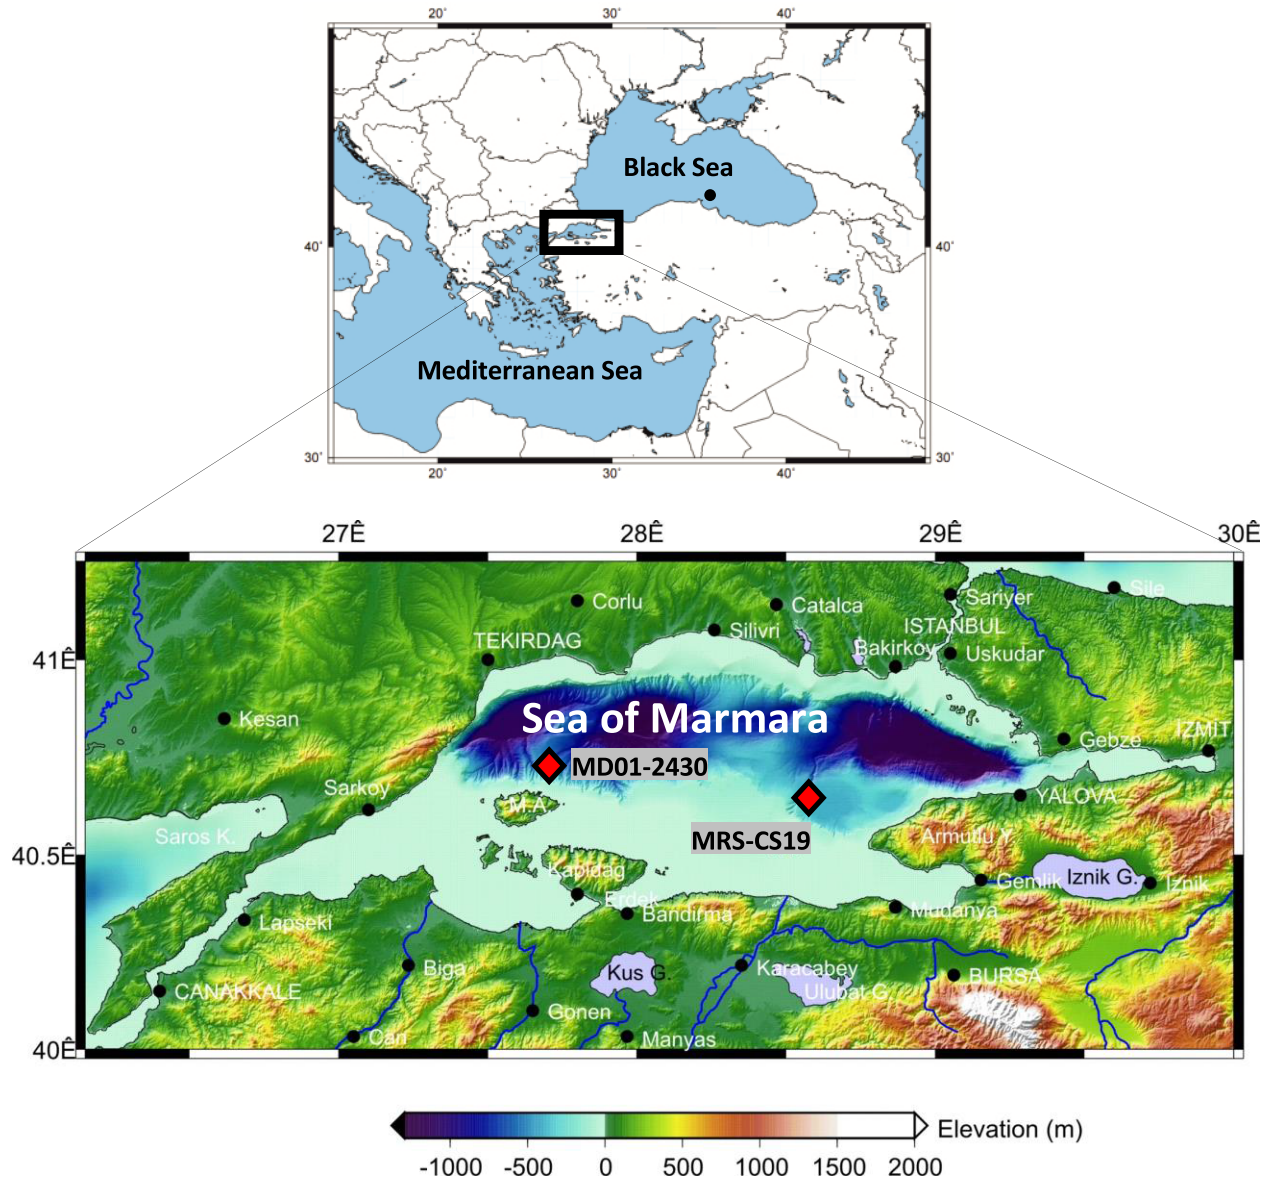 20° 30° 40°
Black Sea
40° 40°
Mediterranean Sea
30° 30°
20° 30° 40°
27Ê 28Ê 29Ê 30Ê
Sile
Corlu
Catalca
Sariyer
Silivri
ISTANBUL
TEKIRDAG
Bakirkoy
Uskudar
41Ê
Kesan
Sea of Marmara
Gebze
IZMIT
MD01-2430
Sarkoy
YALOVA
M.A.
Saros K.
MRS-CS19
Armutlu Y.
40.5Ê
Kapidag
Gemlik
Iznik G.
Iznik
Erdek
Lapseki
Bandirma
Mudanya
Biga
Kus G.
Karacabey
BURSA
CANAKKALE
Ulubat G.
Gonen
Can
Manyas
40Ê
Elevation (m)
-1000 -500 0 500 1000 1500 2000